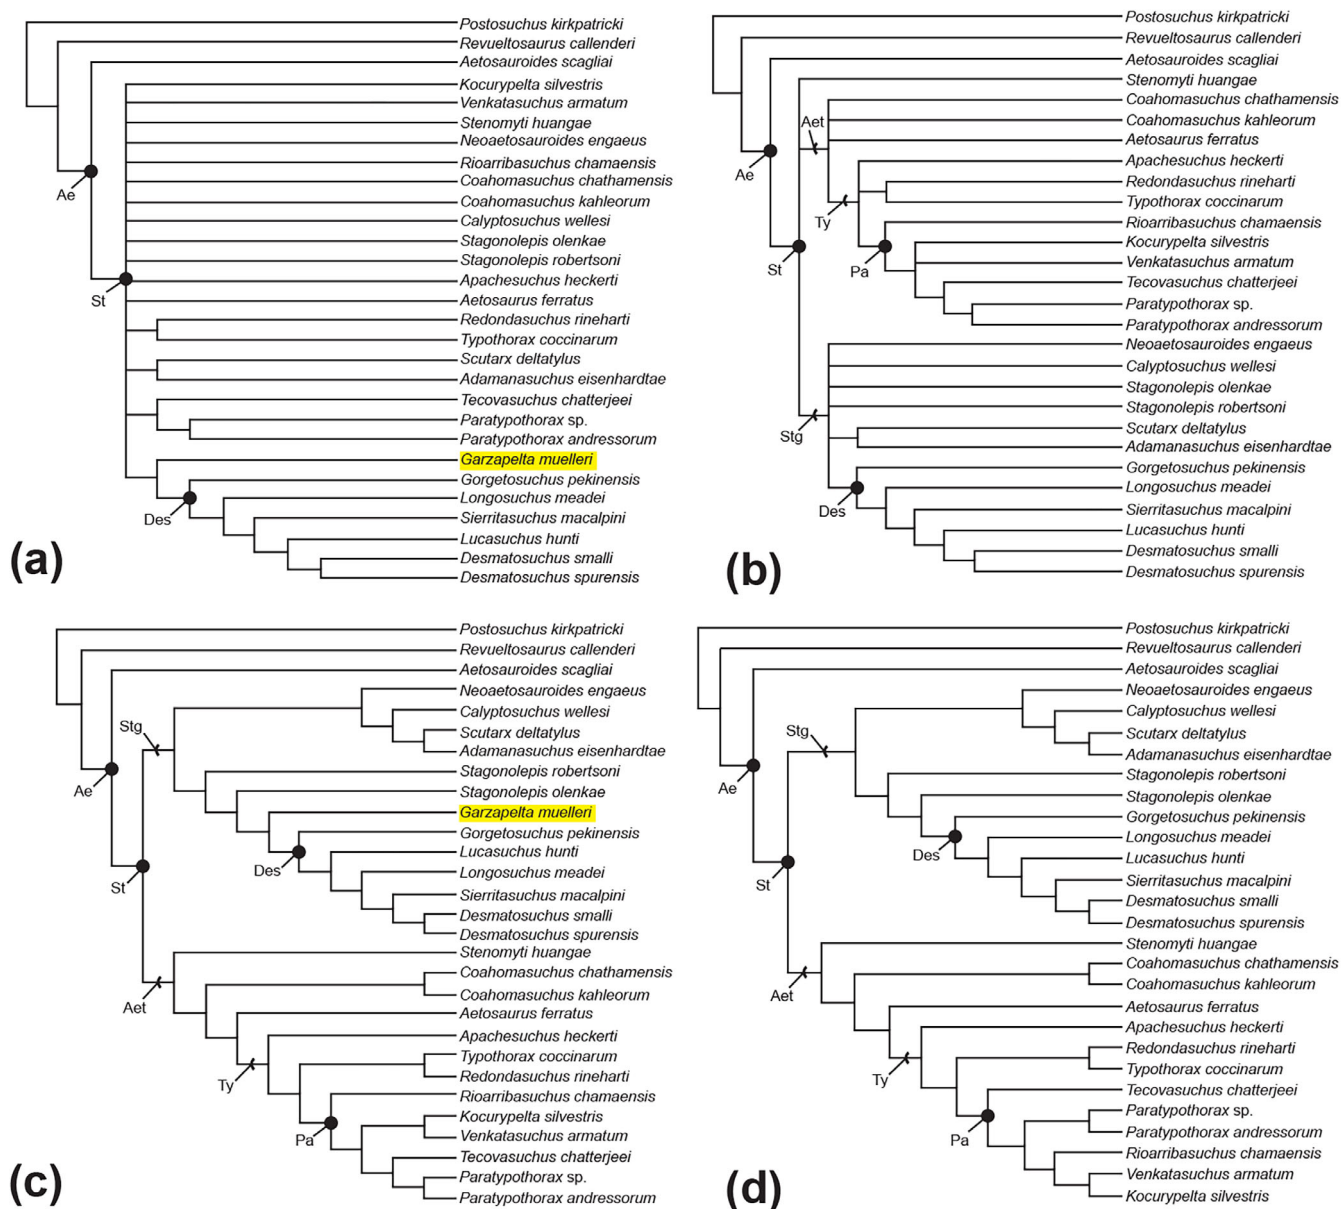 Postosuchus kirkpatricki
Revueltosaurus callenderi
Aetosauroides scagliai
Kocurypelta silvestris
Venkatasuchus armatum
Stenomyti huangae
Neoaetosauroides engaeus
Rioarribasuchus chamaensis
Coahomasuchus chathamensis
Coahomasuchus kahleorum
Calyptosuchus wellesi
Stagonolepis olenkae
Stagonolepis robertsoni
Apachesuchus heckerti
Aetosaurus ferratus
Redondasuchus rineharti
Typothorax coccinarum
Scutarx deltatylus
Adamanasuchus eisenhardtae
Tecovasuchus chatterjeei
Paratypothorax sp.
Paratypothorax andressorum
Garzapelta muelleri
Gorgetosuchus pekinensis
Longosuchus meadei
Sierritasuchus macalpini
Lucasuchus hunti
Desmatosuchus smalli
Desmatosuchus spurensis
Ae
St
Des
(a)
Postosuchus kirkpatricki
Revueltosaurus callenderi
Aetosauroides scagliai
Stenomyti huangae
Coahomasuchus chathamensis
Coahomasuchus kahleorum
Aetosaurus ferratus
Apachesuchus heckerti
Redondasuchus rineharti
Typothorax coccinarum
Rioarribasuchus chamaensis
Kocurypelta silvestris
Venkatasuchus armatum
Tecovasuchus chatterjeei
Paratypothorax sp.
Paratypothorax andressorum
Neoaetosauroides engaeus
Calyptosuchus wellesi
Stagonolepis olenkae
Stagonolepis robertsoni
Scutarx deltatylus
Adamanasuchus eisenhardtae
Gorgetosuchus pekinensis
Longosuchus meadei
Sierritasuchus macalpini
Lucasuchus hunti
Desmatosuchus smalli
Desmatosuchus spurensis
Aet
Ae
Ty
St
Pa
Stg
Des
(b)
Postosuchus kirkpatricki
Revueltosaurus callenderi
Aetosauroides scagliai
Neoaetosauroides engaeus
Calyptosuchus wellesi
Scutarx deltatylus
Adamanasuchus eisenhardtae
Stagonolepis robertsoni
Stagonolepis olenkae
Garzapelta muelleri
Gorgetosuchus pekinensis
Lucasuchus hunti
Longosuchus meadei
Sierritasuchus macalpini
Desmatosuchus smalli
Desmatosuchus spurensis
Stenomyti huangae
Coahomasuchus chathamensis
Coahomasuchus kahleorum
Aetosaurus ferratus
Apachesuchus heckerti
Typothorax coccinarum
Redondasuchus rineharti
Rioarribasuchus chamaensis
Kocurypelta silvestris
Venkatasuchus armatum
Tecovasuchus chatterjeei
Paratypothorax sp.
Paratypothorax andressorum
Stg
Ae
Des
St
Aet
Ty
Pa
(c)
Postosuchus kirkpatricki
Revueltosaurus callenderi
Aetosauroides scagliai
Neoaetosauroides engaeus
Calyptosuchus wellesi
Scutarx deltatylus
Adamanasuchus eisenhardtae
Stagonolepis robertsoni
Stagonolepis olenkae
Gorgetosuchus pekinensis
Longosuchus meadei
Lucasuchus hunti
Sierritasuchus macalpini
Desmatosuchus smalli
Desmatosuchus spurensis
Stenomyti huangae
Coahomasuchus chathamensis
Coahomasuchus kahleorum
Aetosaurus ferratus
Apachesuchus heckerti
Redondasuchus rineharti
Typothorax coccinarum
Tecovasuchus chatterjeei
Paratypothorax sp.
Paratypothorax andressorum
Rioarribasuchus chamaensis
Venkatasuchus armatum
Kocurypelta silvestris
Stg
Ae
Des
St
Aet
Ty
Pa
(d)